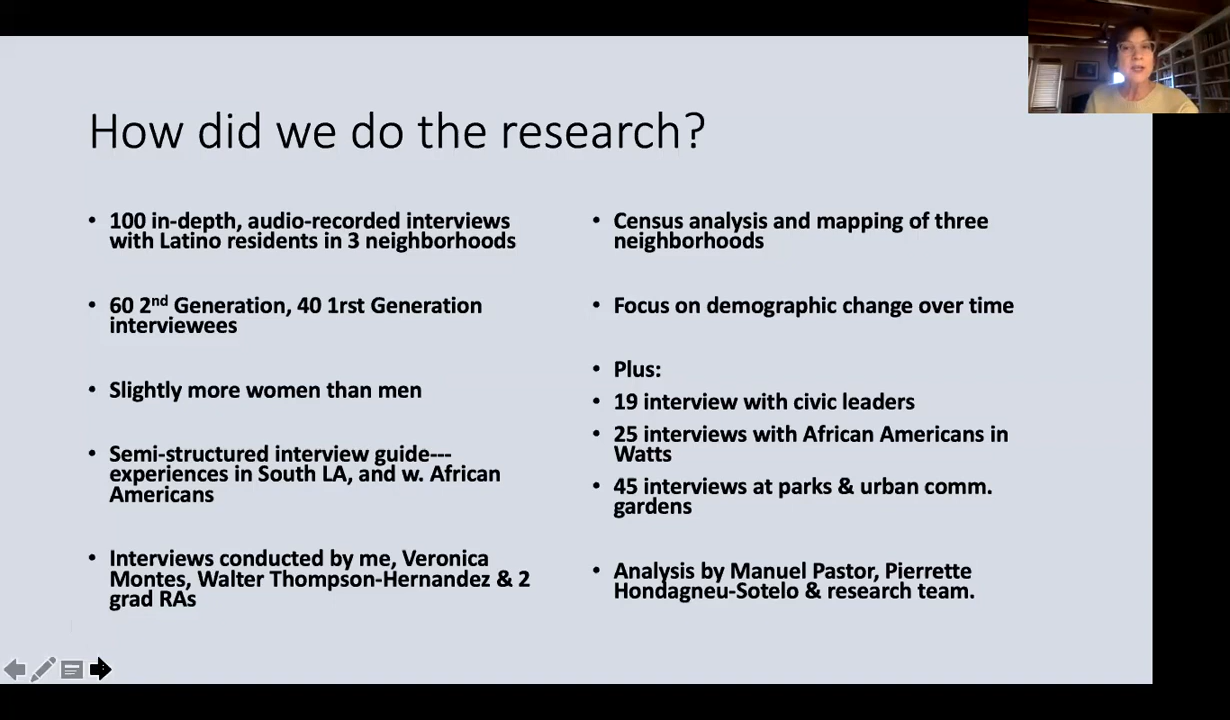 How did we do the research?
• 100 in-depth, audio-recorded interviews
with Latino residents in 3 neighborhoods
• 60 2nd Generation, 40 1rst Generation
interviewees
• Slightly more women than men
• Semi-structured interview guide---
experiences in South LA, and w. African
Americans
• Interviews conducted by me, Veronica
Montes, Walter Thompson-Hernandez & 2
grad RAs
• Census analysis and mapping of three
neighborhoods
• Focus on demographic change over time
• Plus:
• 19 interview with civic leaders
• 25 interviews with African Americans in
Watts
• 45 interviews at parks & urban comm.
gardens
• Analysis by Manuel Pastor, Pierrette
Hondagneu-Sotelo & research team.